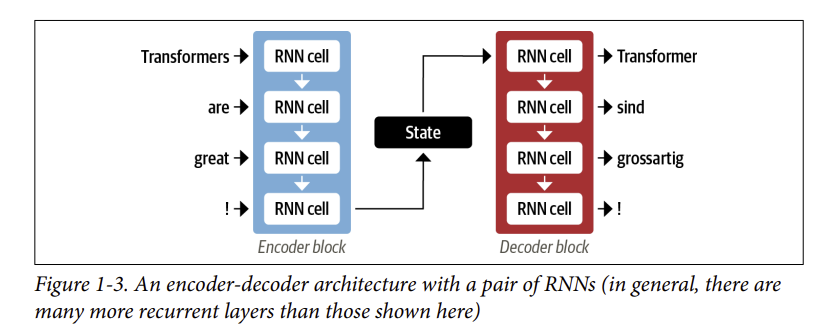 Transformers RNN cell RNN cell Transformer
are RNN cell RNN cell sind
State
great RNN cell RNN cell grossartig
! RNN cell RNN cell !
Encoder block Decoder block
Figure 1-3. An encoder-decoder architecture with a pair of RNNs (in general, there are
many more recurrent layers than those shown here)